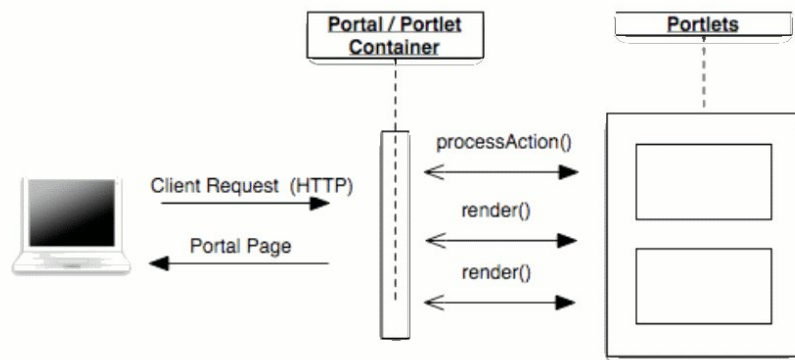 Portal / Portlet
Container
Portlets
processAction()
Client Request (HTTP)
render()
Portal Page
render()